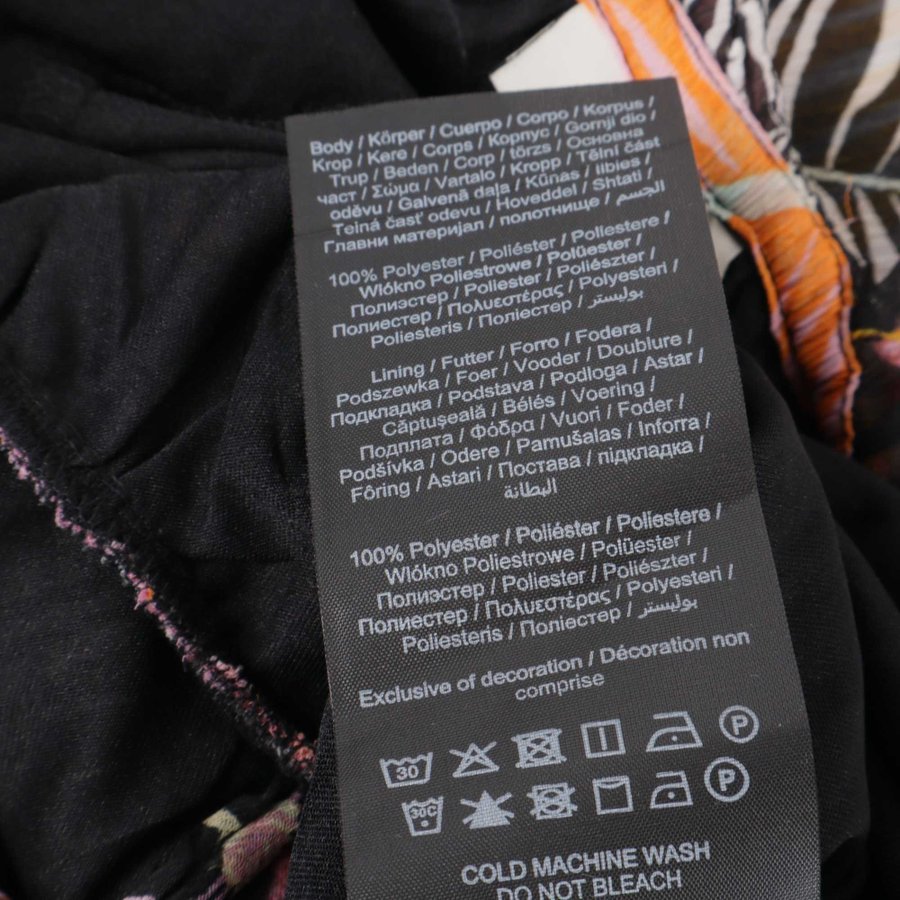 Body / Körper / Cuerpo / Corpo / Korpus /
Krop / Kere / Corps / Корпус / Gornji dio /
Trup / Beden / Corp / törzs / Основна
част / Σώμα / Vartalo / Kropp / Tělní část
oděvu / Galvenā daļa / Kūnas / Ilbies /
Telná časť odevu / Hoveddel / Shtati /
Главни материјал / полотнище / الجسم
100% Polyester / Poliéster / Poliestere /
Włókno Poliestrowe / Polüester /
Полиэстер / Poliester / Poliészter /
Полиестер / Πολυεστέρας / Polyesteri /
Poliesteris / Поліестер / بوليستر
Lining / Futter / Forro / Fodera /
Podszewka / Foer / Vooder / Doublure /
Подкладка / Podstava / Podloga / Astar /
Căptușeală / Bélés / Voering /
Подплата / Φόδρα / Vuori / Foder /
Podšívka / Odere / Pamušalas / Inforra /
Fôring / Astari / Постава / підкладка /
البطانة
100% Polyester / Poliéster / Poliestere /
Włókno Poliestrowe / Polüester /
Полиэстер / Poliester / Poliészter /
Полиестер / Πολυεστέρας / Polyesteri /
Poliesteris / Поліестер / بوليستر
Exclusive of decoration / Décoration non
comprise
30 P
30C P
COLD MACHINE WASH
DO NOT BLEACH